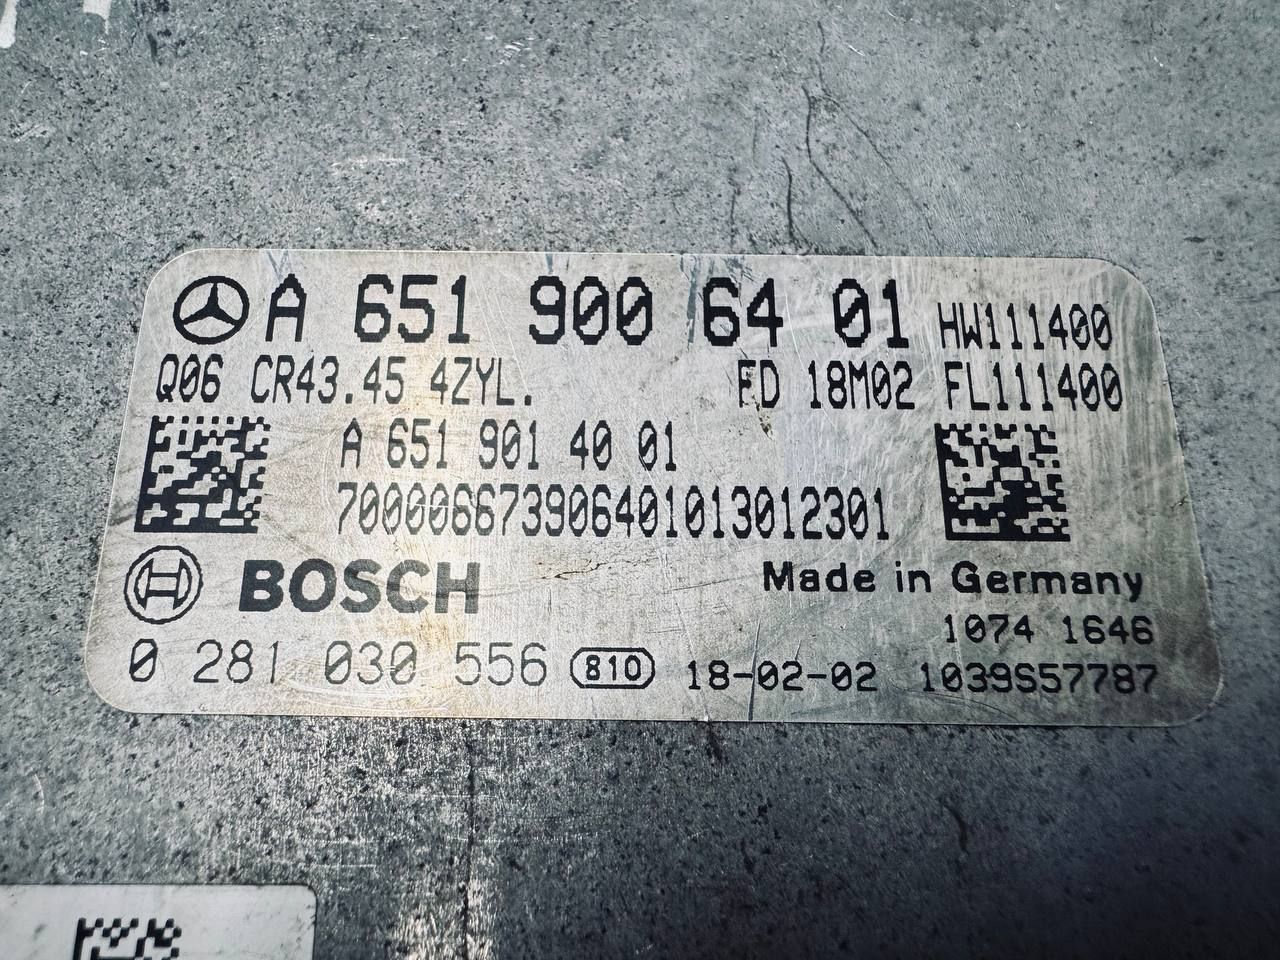 A 651 900 64 01 HW111400
Q06 CR43.45 4ZYL. FD 18M02 FL111400
A 651 901 40 01
700006673906401013012301
BOSCH Made in Germany
1074 1646
0 281 030 556 810 18-02-02 1039S57787